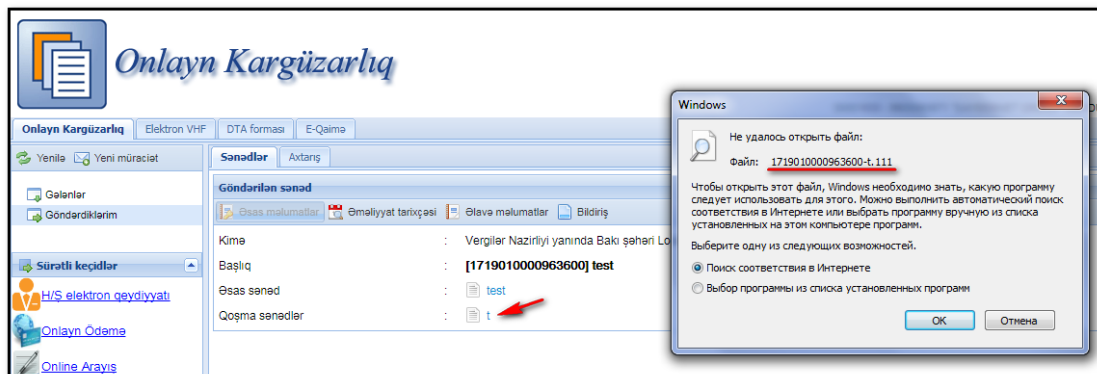 Onlayn Kargüzarlıq
Onlayn Kargüzarlıq Elektron VHF DTA forması E-Qaimə
Yenilə Yeni müraciət
Gələnlər
Göndərdiklərim
Sürətli keçidlər
H/S elektron qeydiyyatı
Onlayn Ödəmə
Online Arayış
Sənədlər Axtarış
Göndərilən sənəd
Əsas məlumatlar Əməliyyat tarixçəsi Əlavə məlumatlar Bildiriş
Kimə : Vergilər Nazirliyi yanında Bakı şəhəri Lo
Başlıq : [1719010000963600] test
Əsas sənəd : test
Qoşma sənədlər : t
Windows
Не удалось открыть файл:
Файл: 1719010000963600-t.111
Чтобы открыть этот файл, Windows необходимо знать, какую программу
следует использовать для этого. Можно выполнить автоматический поиск
соответствия в Интернете или выбрать программу вручную из списка
установленных на этом компьютере программ.
Выберите одну из следующих возможностей.
Поиск соответствия в Интернете
Выбор программы из списка установленных программ
ОК Отмена